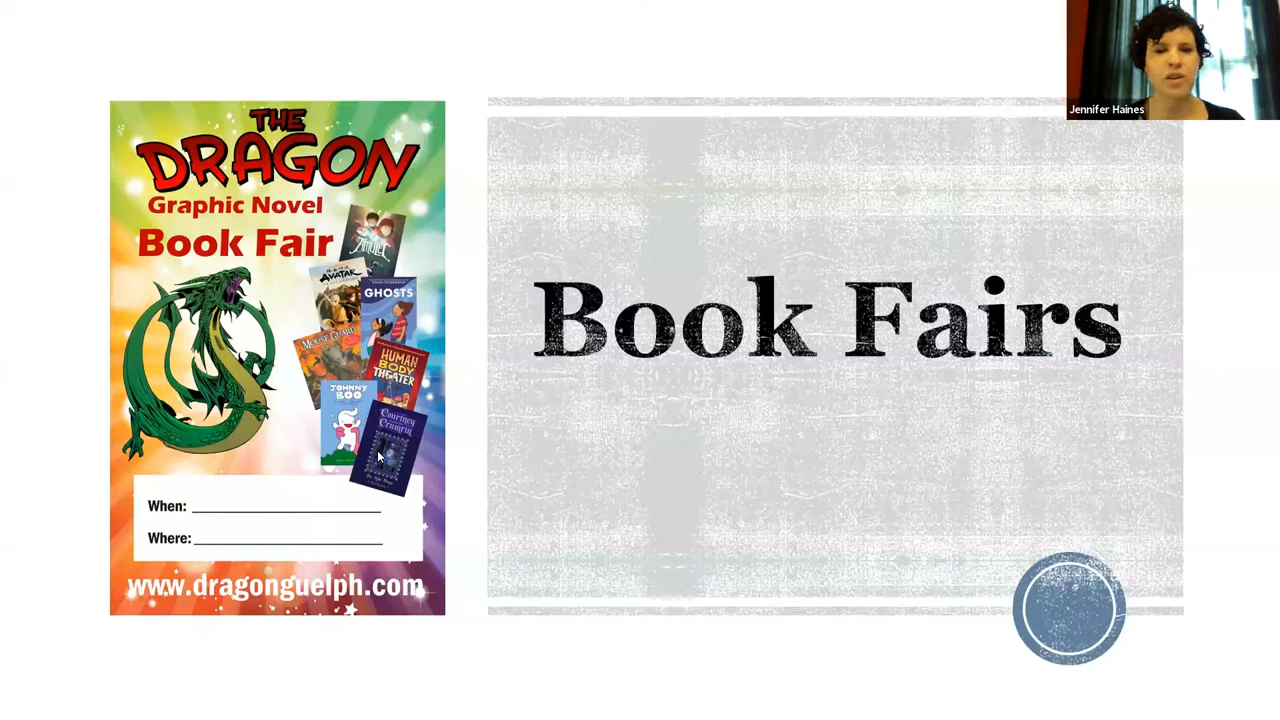 Jennifer Haines
THE
DRAGON
Graphic Novel
Book Fair
AMULET
AVATAR
GHOSTS
MOUSE GUARD
HUMAN
BODY
THEATER
JOHNNY
BOO
Courtney
Crumrin
When:
Where:
www.dragonguelph.com
Book Fairs